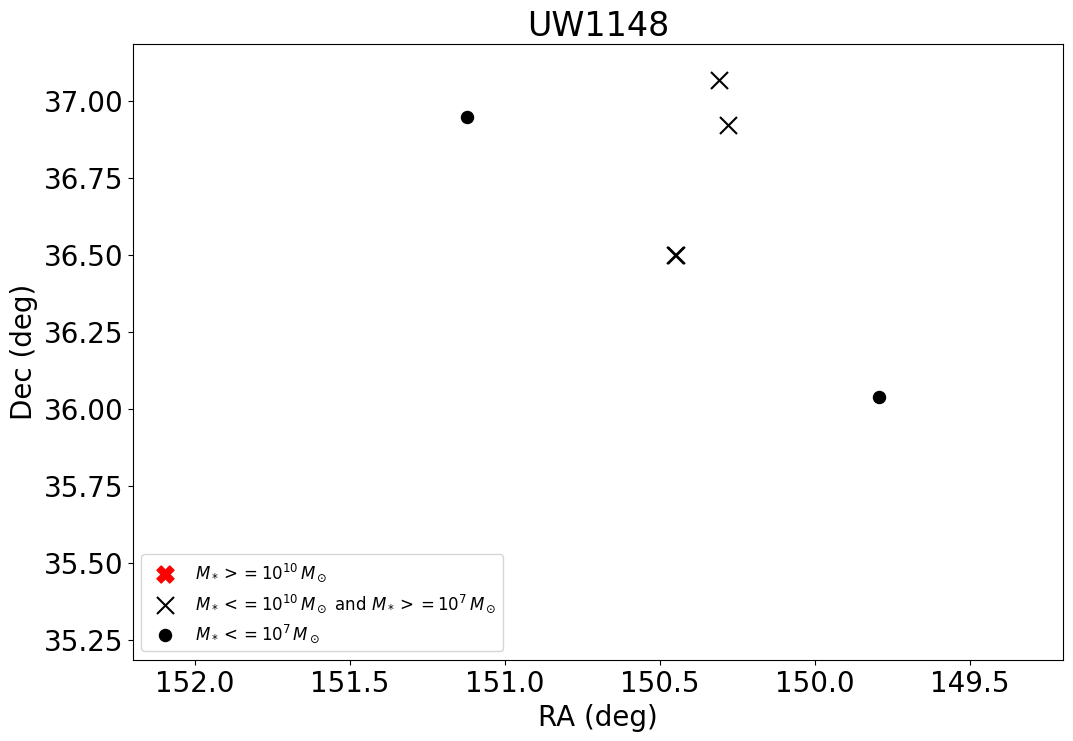 UW1148
37.00
36.75
36.50
36.25
36.00
35.75
35.50
35.25
Dec (deg)
M* >= 10^10 M⊙
M* <= 10^10 M⊙ and M* >= 10^7 M⊙
M* <= 10^7 M⊙
152.0 151.5 151.0 150.5 150.0 149.5
RA (deg)